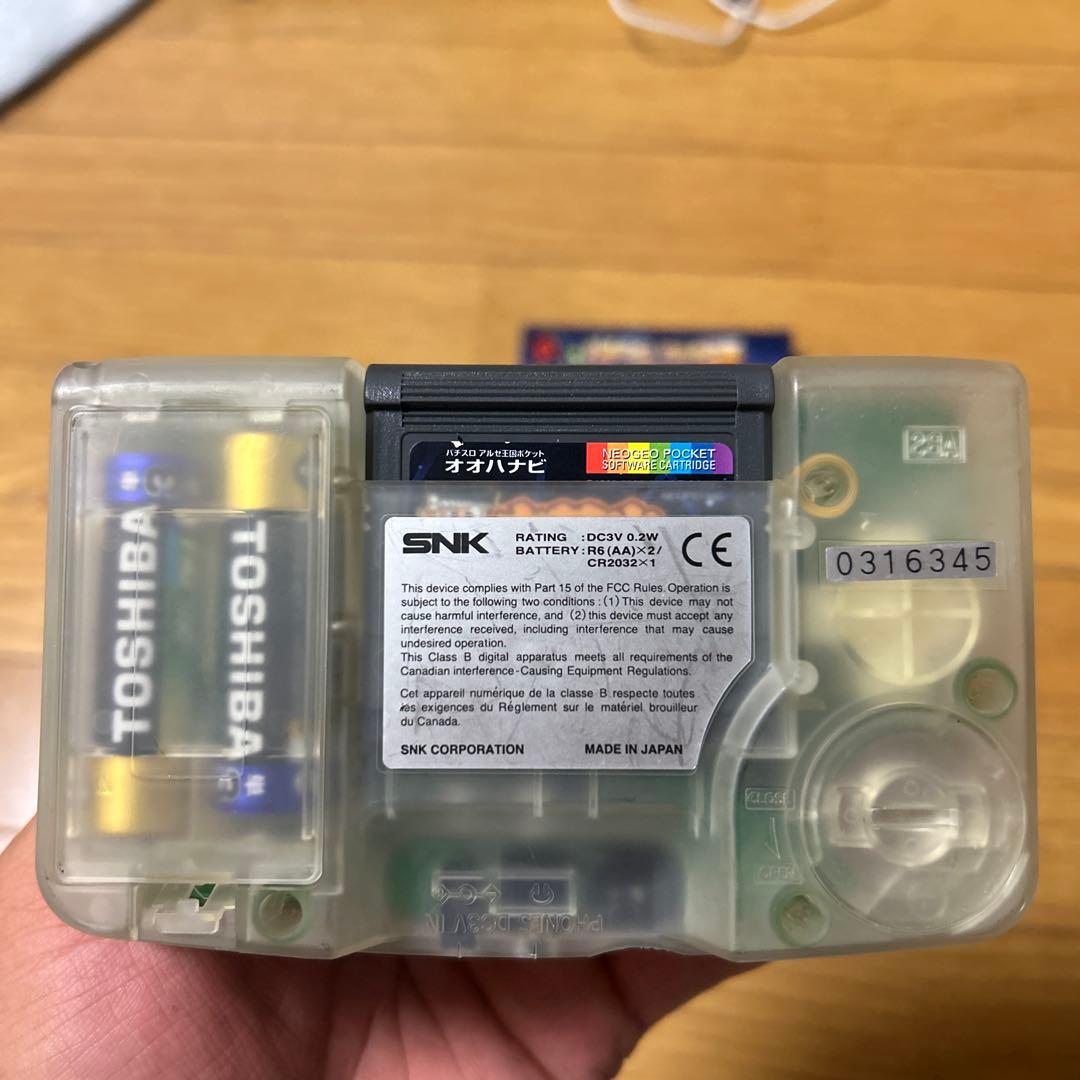 パチスロ アルゼ王国ポケット
オオハナビ
NEOGEO POCKET
SOFTWARE CARTRIDGE
ABS
0316345
SNK
RATING :DC3V 0.2W
BATTERY:R6(AA)×2/
CR2032×1
CE
This device complies with Part 15 of the FCC Rules. Operation is
subject to the following two conditions:(1)This device may not
cause harmful interference, and (2)this device must accept any
interference received, including interference that may cause
undesired operation.
This Class B digital apparatus meets all requirements of the
Canadian interference-Causing Equipment Regulations.
Cet appareil numérique de la classe B respecte toutes
les exigences du Réglement sur le matériel brouilleur
du Canada.
SNK CORPORATION MADE IN JAPAN
TOSHIBA
TOSHIBA
CLOSE
OPEN
PHONES DC3V IN